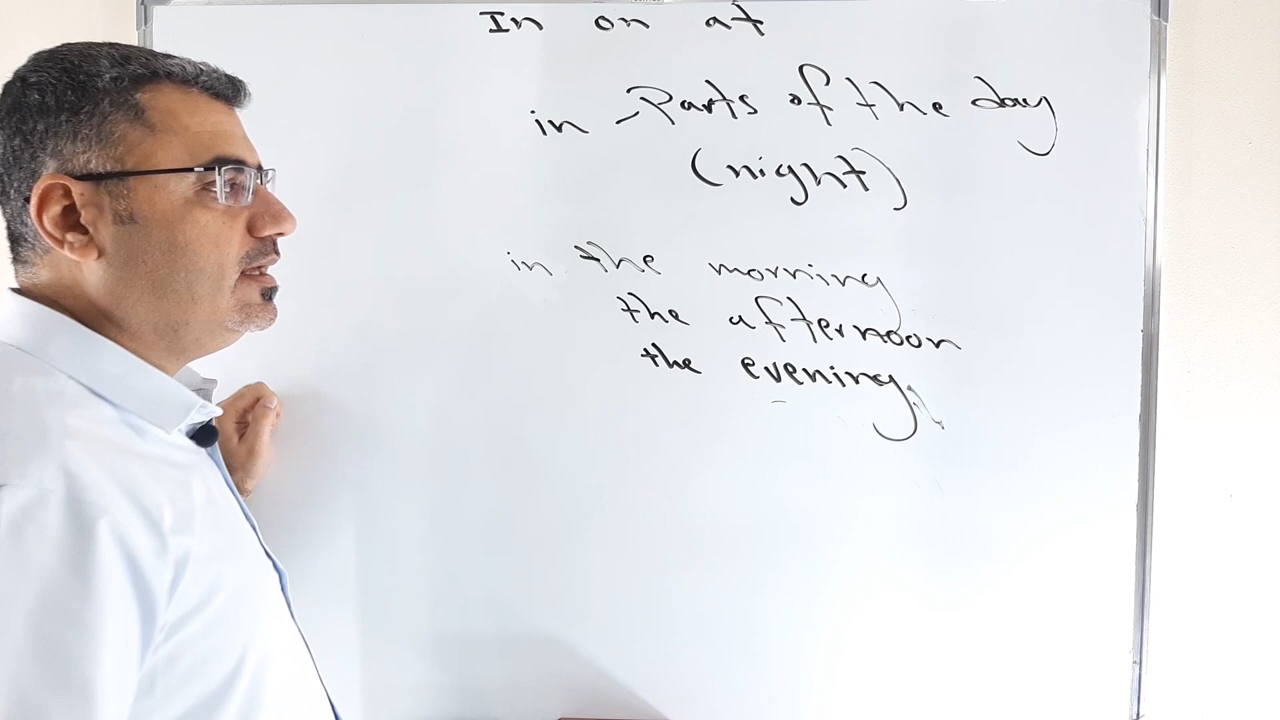 In on at
in - Parts of the day
(night)
in the morning
the afternoon
the evening